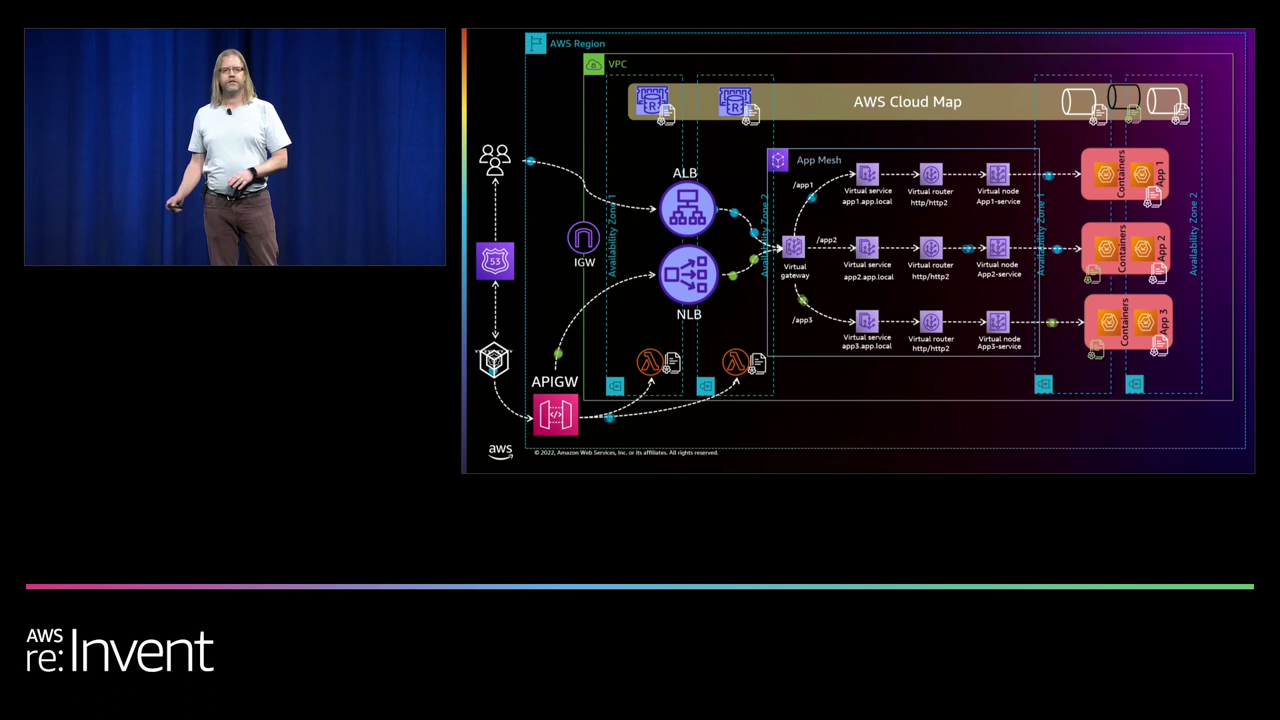 AWS Region
VPC
AWS Cloud Map
R
R
ALB
App Mesh
/app1
Virtual service
app1.app.local
Virtual router
http/http2
Virtual node
App1-service
Containers
App 1
Availability Zone 1
Availability Zone 2
Availability Zone 1
Availability Zone 2
IGW
53
/app2
Virtual
gateway
Virtual service
app2.app.local
Virtual router
http/http2
Virtual node
App2-service
Containers
App 2
NLB
/app3
Virtual service
app3.app.local
Virtual router
http/http2
Virtual node
App3-service
Containers
App 3
APIGW
aws
© 2022, Amazon Web Services, Inc. or its affiliates. All rights reserved.
AWS
re:Invent